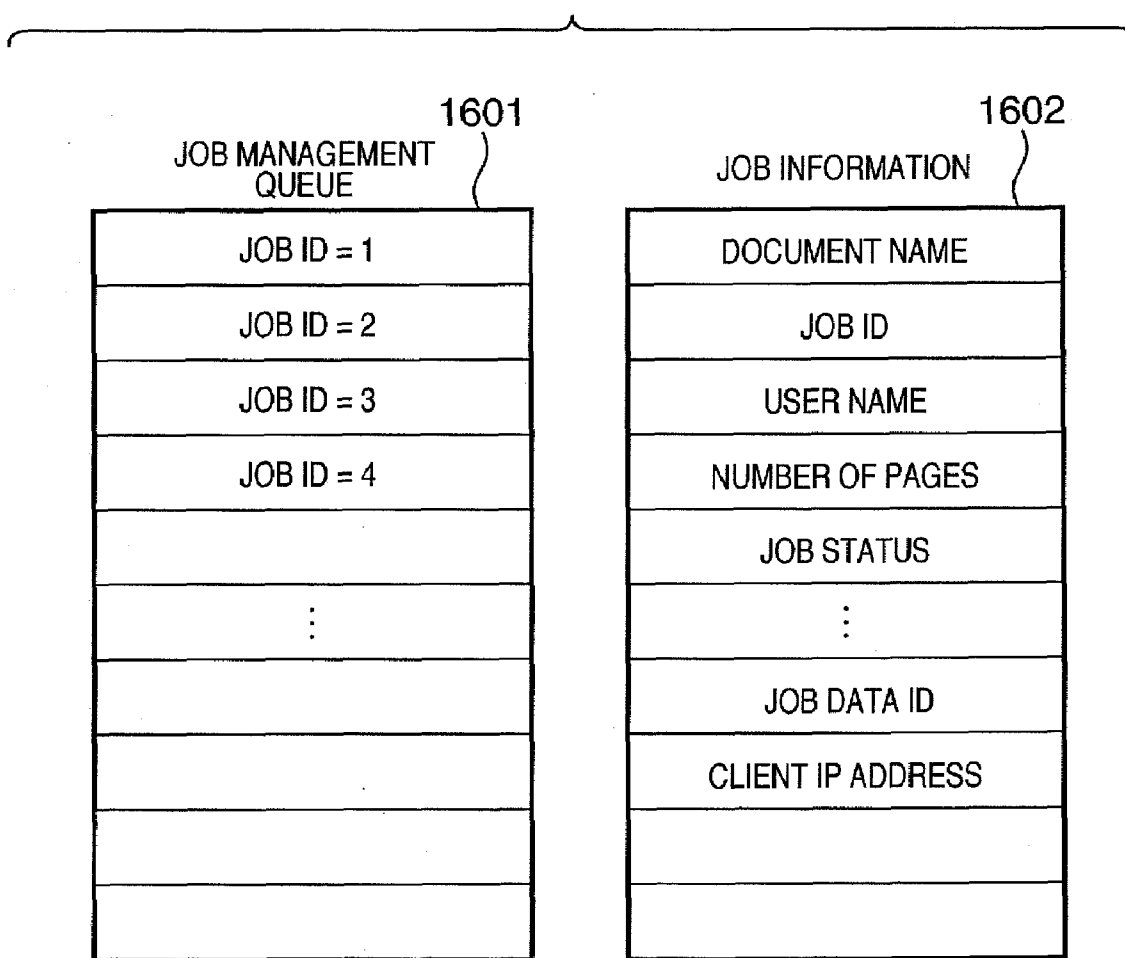 1601
JOB MANAGEMENT
QUEUE
JOB ID = 1
JOB ID = 2
JOB ID = 3
JOB ID = 4
⋮
1602
JOB INFORMATION
DOCUMENT NAME
JOB ID
USER NAME
NUMBER OF PAGES
JOB STATUS
⋮
JOB DATA ID
CLIENT IP ADDRESS